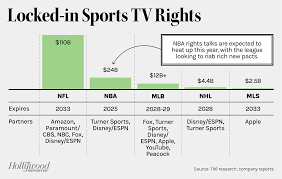 Locked-in Sports TV Rights
$110B
NBA rights talks are expected to
heat up this year, with the league
looking to nab rich new pacts.
$24B
$12B+
$4.4B
$2.5B
NFL
NBA
MLB
NHL
MLS
Expires
2033
2025
2028-29
2028
2033
Partners
Amazon,
Paramount/
CBS, NBC,
Fox,
Disney/ESPN
Turner Sports,
Disney/ESPN
Fox, Turner
Sports,
Disney/
ESPN, Apple,
YouTube,
Peacock
Disney/ESPN,
Turner Sports
Apple
The Hollywood
REPORTER
Source: THR research, company reports